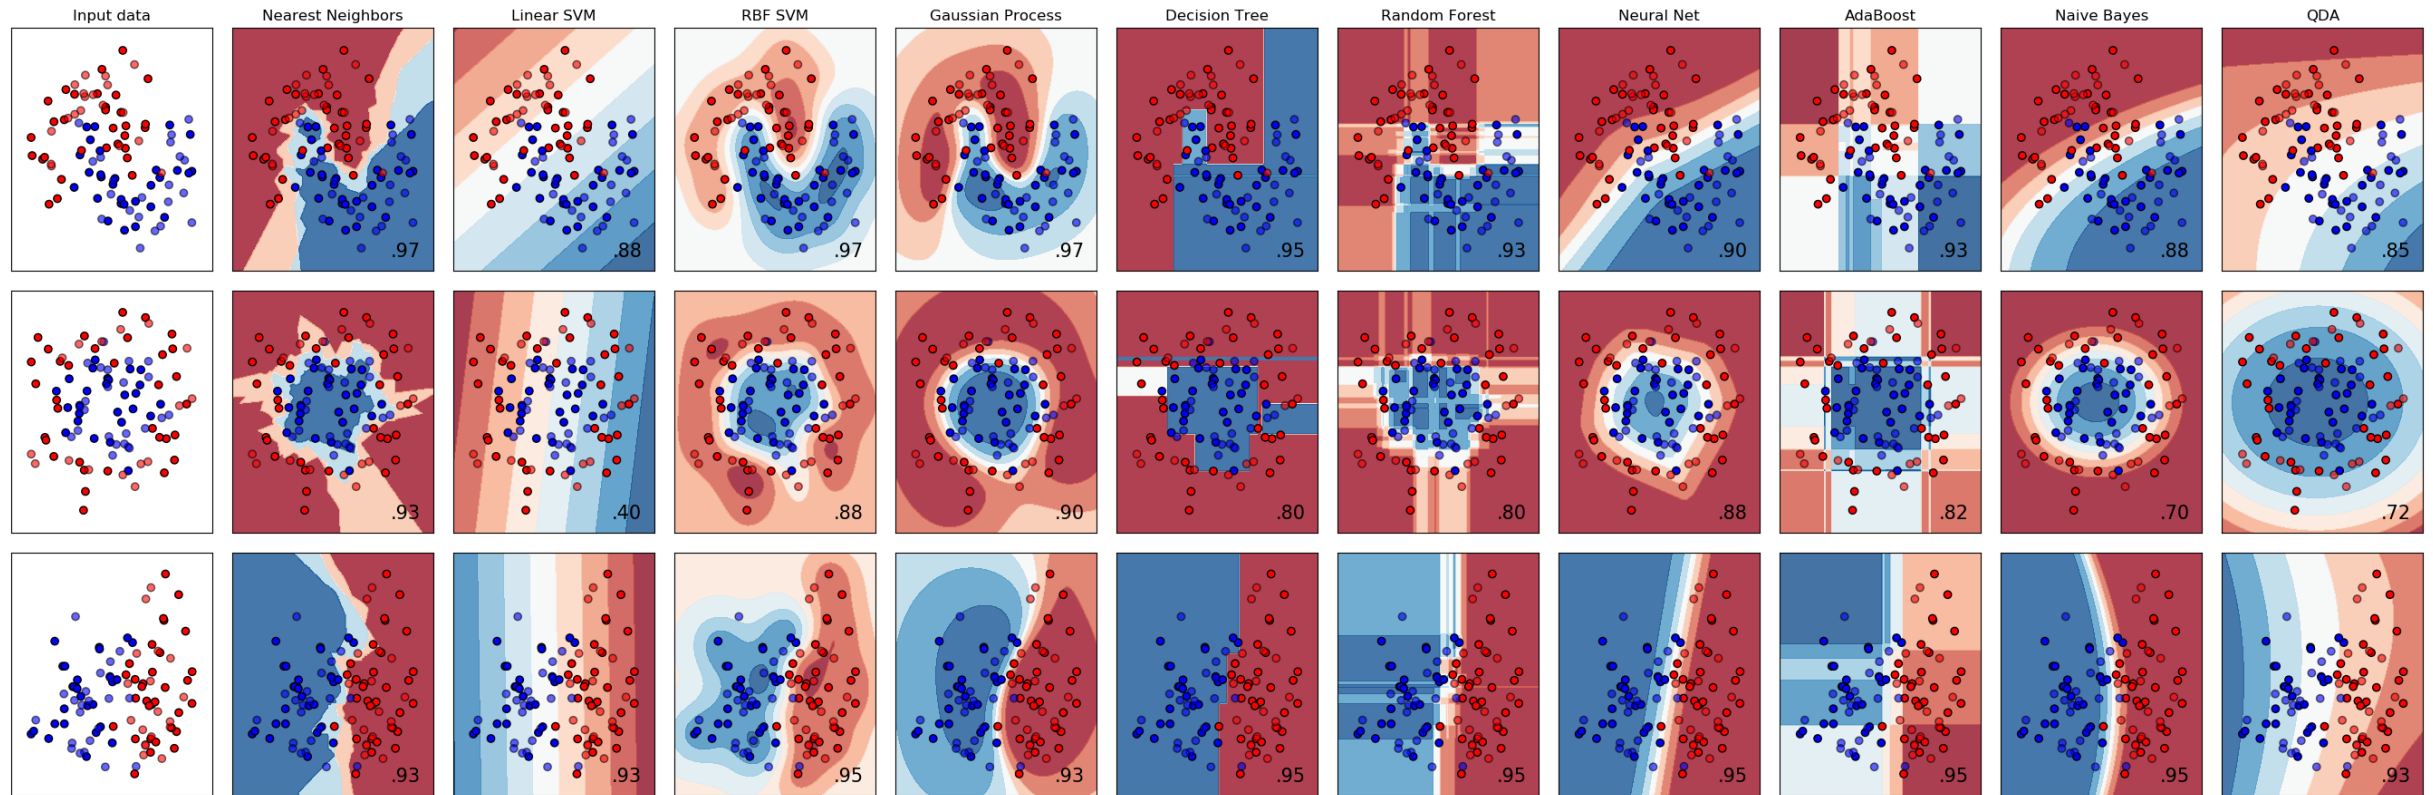 Input data Nearest Neighbors Linear SVM RBF SVM Gaussian Process Decision Tree Random Forest Neural Net AdaBoost Naive Bayes QDA
.97 .88 .97 .97 .95 .93 .90 .93 .88 .85
.93 .40 .88 .90 .80 .80 .88 .82 .70 .72
.93 .93 .95 .93 .95 .95 .95 .95 .95 .93